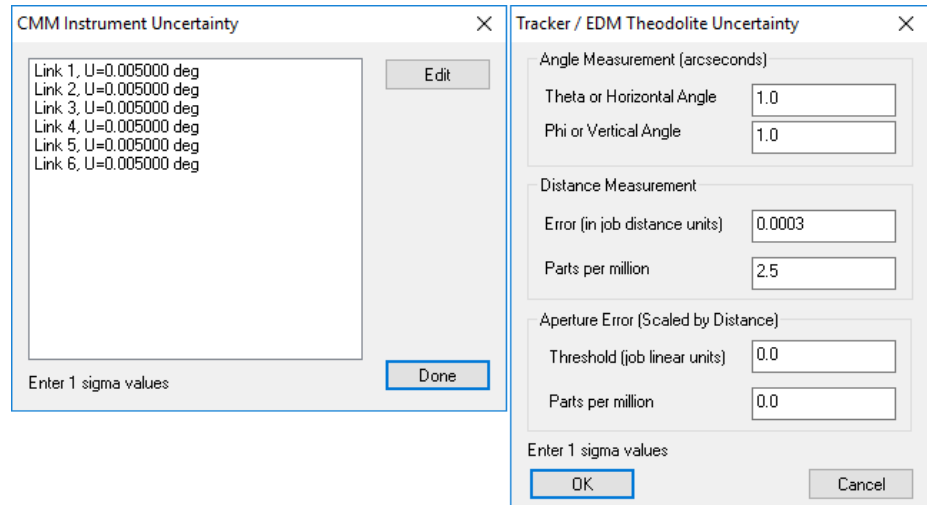 CMM Instrument Uncertainty
Link 1, U=0.005000 deg
Link 2, U=0.005000 deg
Link 3, U=0.005000 deg
Link 4, U=0.005000 deg
Link 5, U=0.005000 deg
Link 6, U=0.005000 deg
Edit
Enter 1 sigma values
Done
Tracker / EDM Theodolite Uncertainty
Angle Measurement (arcseconds)
Theta or Horizontal Angle 1.0
Phi or Vertical Angle 1.0
Distance Measurement
Error (in job distance units) 0.0003
Parts per million 2.5
Aperture Error (Scaled by Distance)
Threshold (job linear units) 0.0
Parts per million 0.0
Enter 1 sigma values
OK Cancel